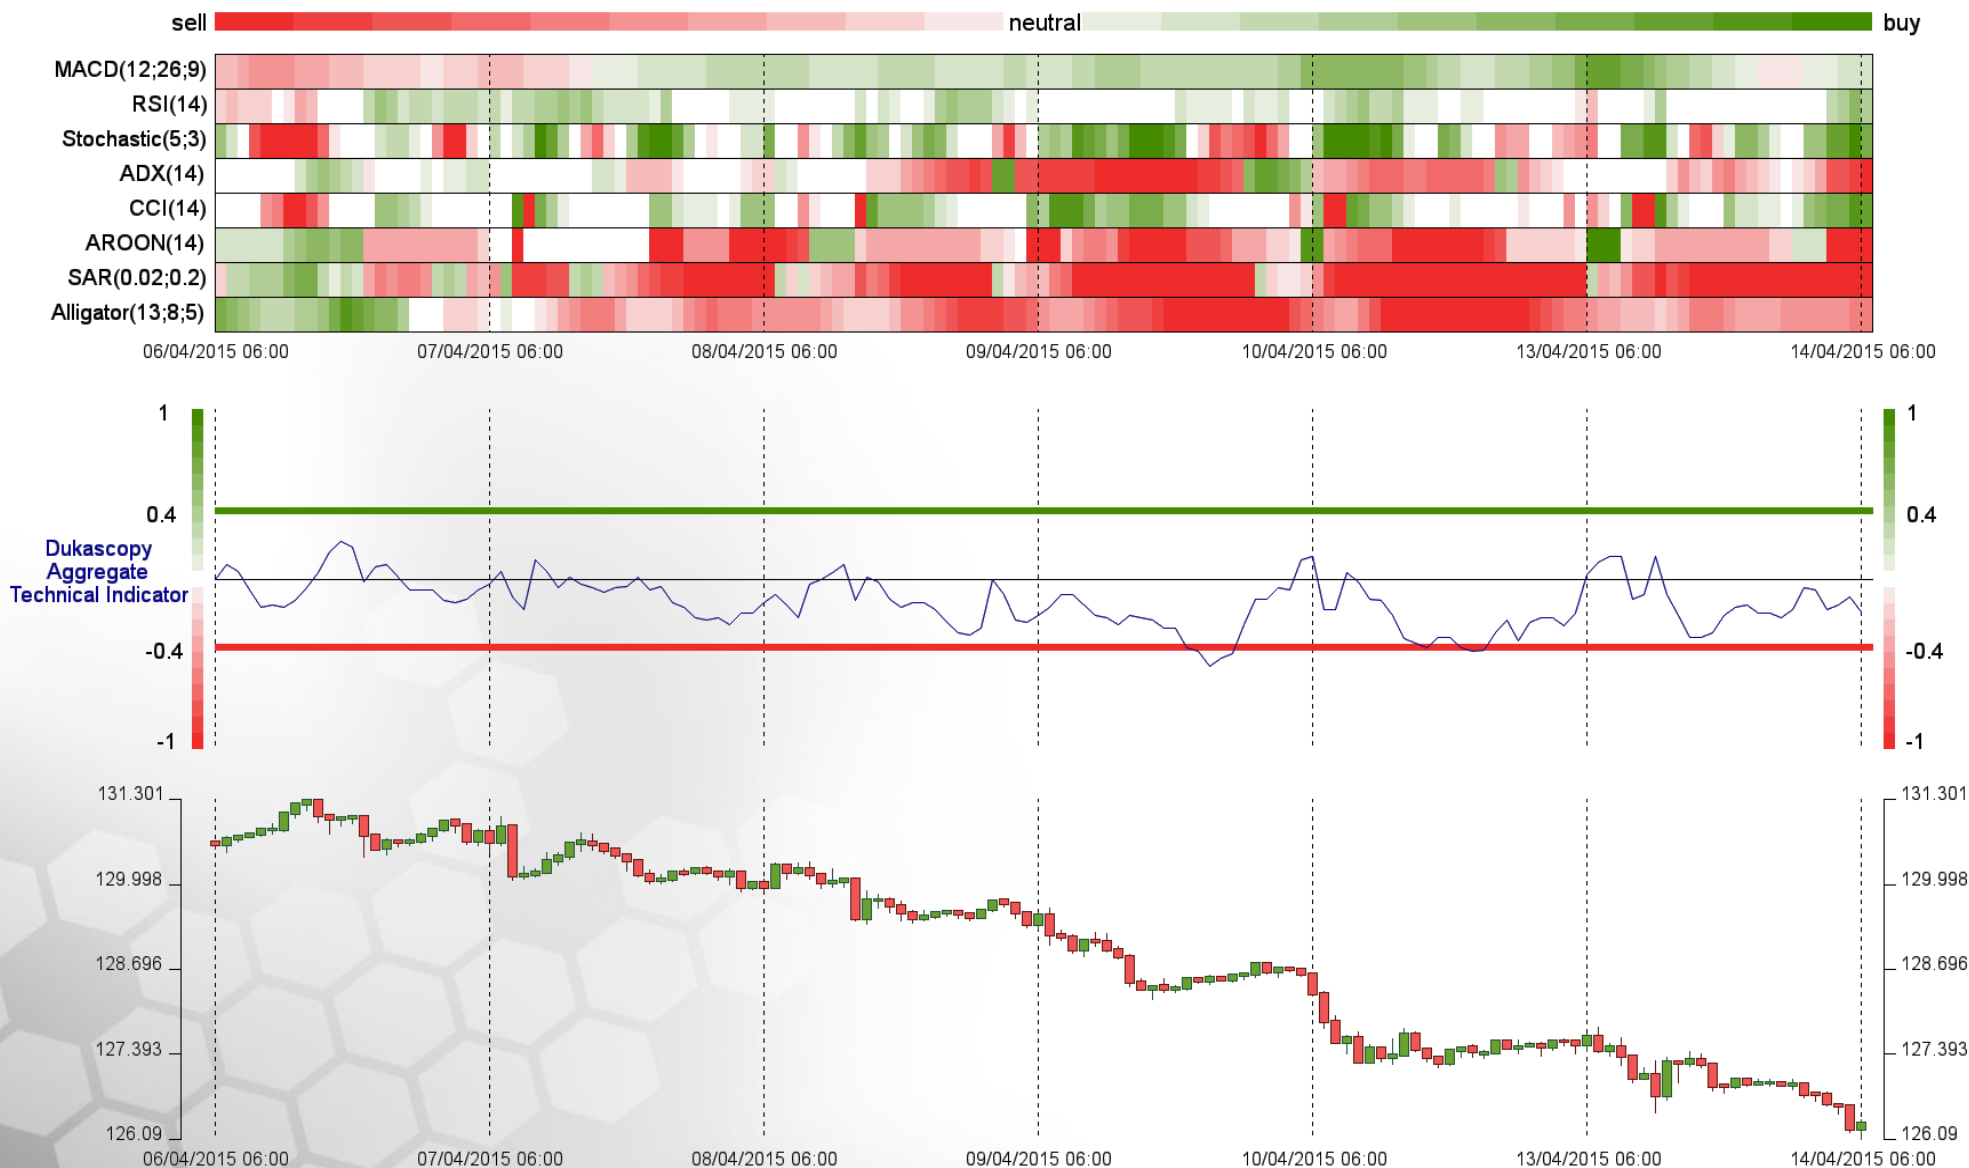 sell neutral buy
MACD(12;26;9)
RSI(14)
Stochastic(5;3)
ADX(14)
CCI(14)
AROON(14)
SAR(0.02;0.2)
Alligator(13;8;5)
06/04/2015 06:00 07/04/2015 06:00 08/04/2015 06:00 09/04/2015 06:00 10/04/2015 06:00 13/04/2015 06:00 14/04/2015 06:00
1 1
0.4 0.4
Dukascopy
Aggregate
Technical Indicator
-0.4 -0.4
-1 -1
131.301 131.301
129.998 129.998
128.696 128.696
127.393 127.393
126.09 126.09
06/04/2015 06:00 07/04/2015 06:00 08/04/2015 06:00 09/04/2015 06:00 10/04/2015 06:00 13/04/2015 06:00 14/04/2015 06:00